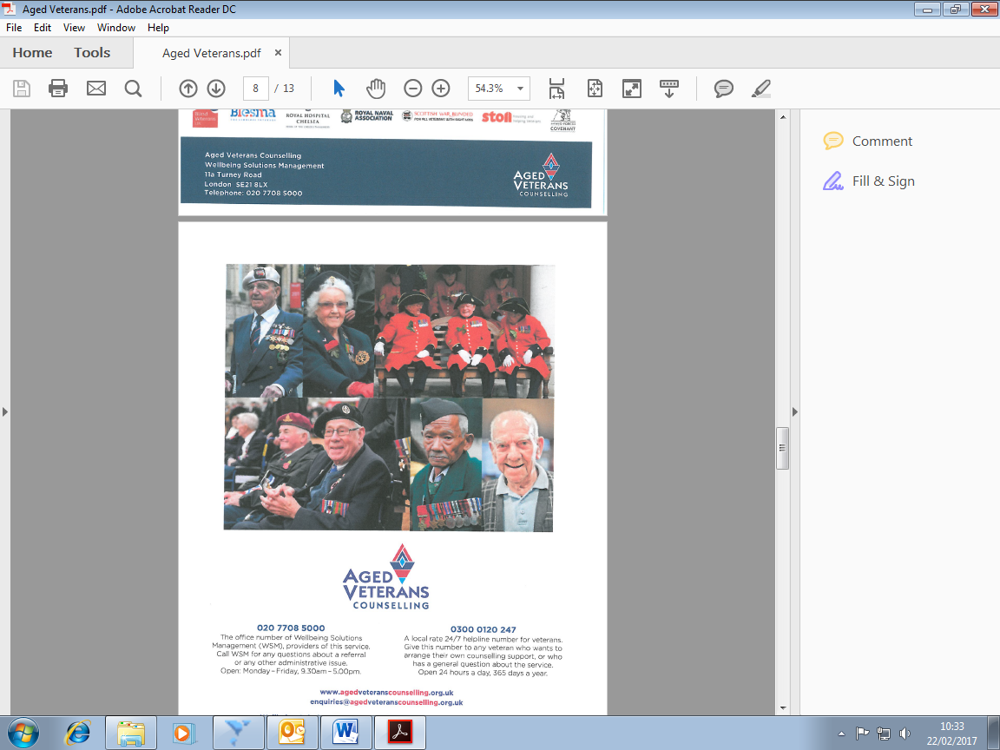 Aged Veterans.pdf - Adobe Acrobat Reader DC
File Edit View Window Help
Home Tools Aged Veterans.pdf ×
8 / 13 54.3%
Blind Veterans UK
Blesma
ROYAL HOSPITAL CHELSEA
ROYAL NAVAL ASSOCIATION
SCOTTISH WAR BLINDED
stoll
COVENANT
Aged Veterans Counselling
Wellbeing Solutions Management
11a Turney Road
London SE21 8LX
Telephone: 020 7708 5000
AGED
VETERANS
COUNSELLING
Comment
Fill & Sign
AGED
VETERANS
COUNSELLING
020 7708 5000
The office number of Wellbeing Solutions
Management (WSM), providers of this service.
Call WSM for any questions about a referral
or any other administrative issue.
Open: Monday – Friday, 9.30am – 5.00pm.
0300 0120 247
A local rate 24/7 helpline number for veterans.
Give this number to any veteran who wants to
arrange their own counselling support, or who
has a general question about the service.
Open 24 hours a day, 365 days a year.
www.agedveteranscounselling.org.uk
enquiries@agedveteranscounselling.org.uk
10:33
22/02/2017